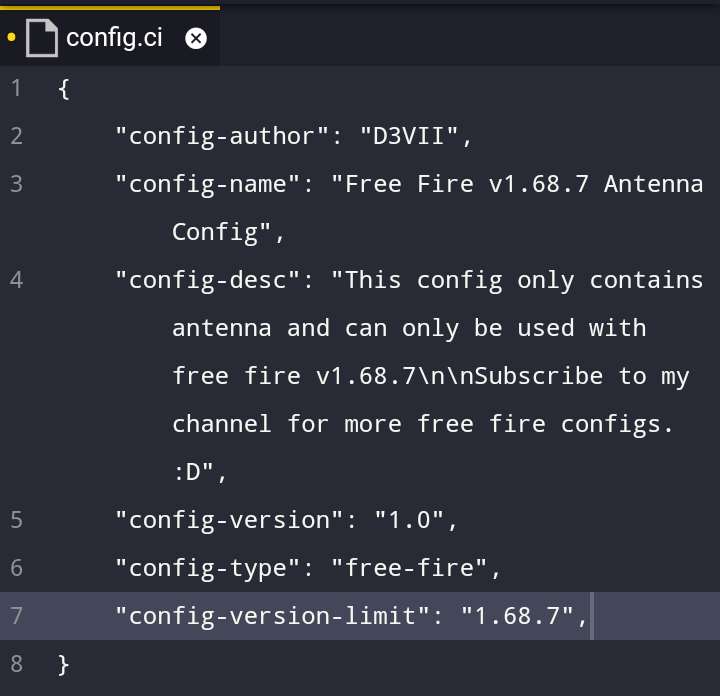 config.ci
1 {
2 "config-author": "D3VII",
3 "config-name": "Free Fire v1.68.7 Antenna
Config",
4 "config-desc": "This config only contains
antenna and can only be used with
free fire v1.68.7\n\nSubscribe to my
channel for more free fire configs.
:D",
5 "config-version": "1.0",
6 "config-type": "free-fire",
7 "config-version-limit": "1.68.7",
8 }